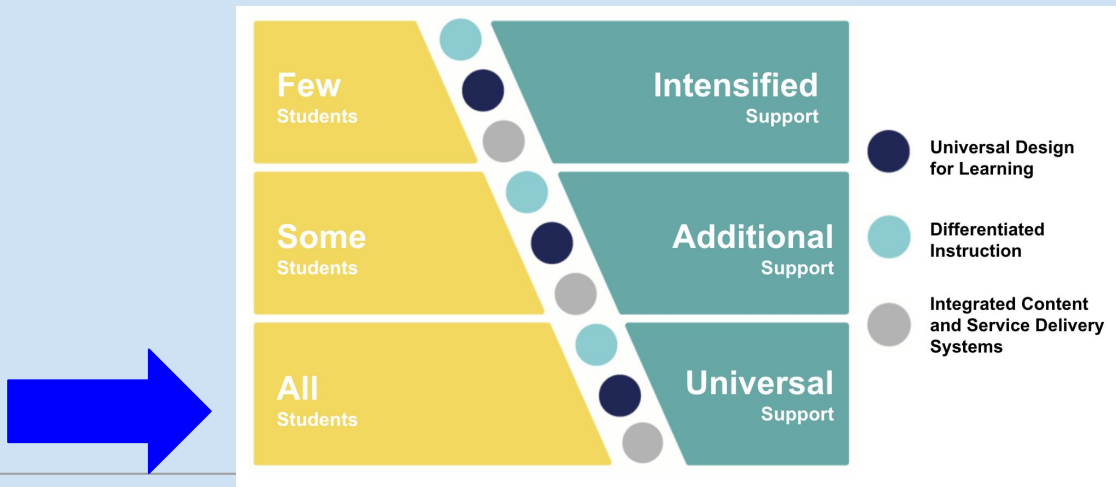 Few
Students
Intensified
Support
Some
Students
Additional
Support
All
Students
Universal
Support
Universal Design
for Learning
Differentiated
Instruction
Integrated Content
and Service Delivery
Systems